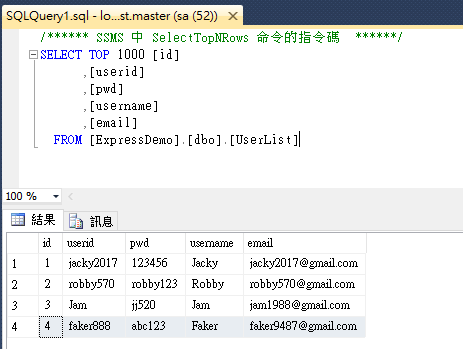 SQLQuery1.sql - lo...st.master (sa (52))*
/****** SSMS 中 SelectTopNRows 命令的指令碼 ******/
SELECT TOP 1000 [id]
,[userid]
,[pwd]
,[username]
,[email]
FROM [ExpressDemo].[dbo].[UserList]
100 %
結果 訊息
id userid pwd username email
1 1 jacky2017 123456 Jacky jacky2017@gmail.com
2 2 robby570 robby123 Robby robby570@gmail.com
3 3 Jam jj520 Jam jam1988@gmail.com
4 4 faker888 abc123 Faker faker9487@gmail.com